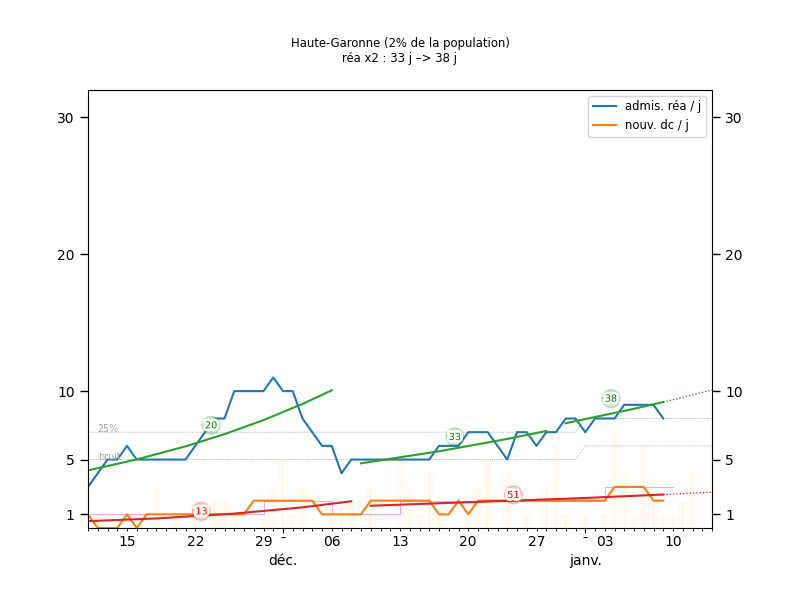 Haute-Garonne (2% de la population)
réa x2 : 33 j –> 38 j
admis. réa / j
nouv. dc / j
30 30
20 20
10 10
5 5
1 1
25%
bruit
20
33
38
13
51
15 22 29 - 06 13 20 27 - 03 10
déc. janv.